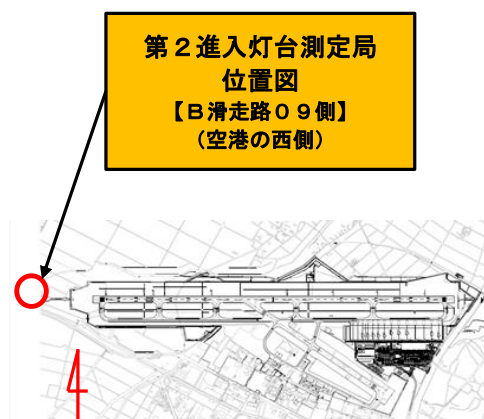 第２進入灯台測定局
位置図
【Ｂ滑走路０９側】
（空港の西側）